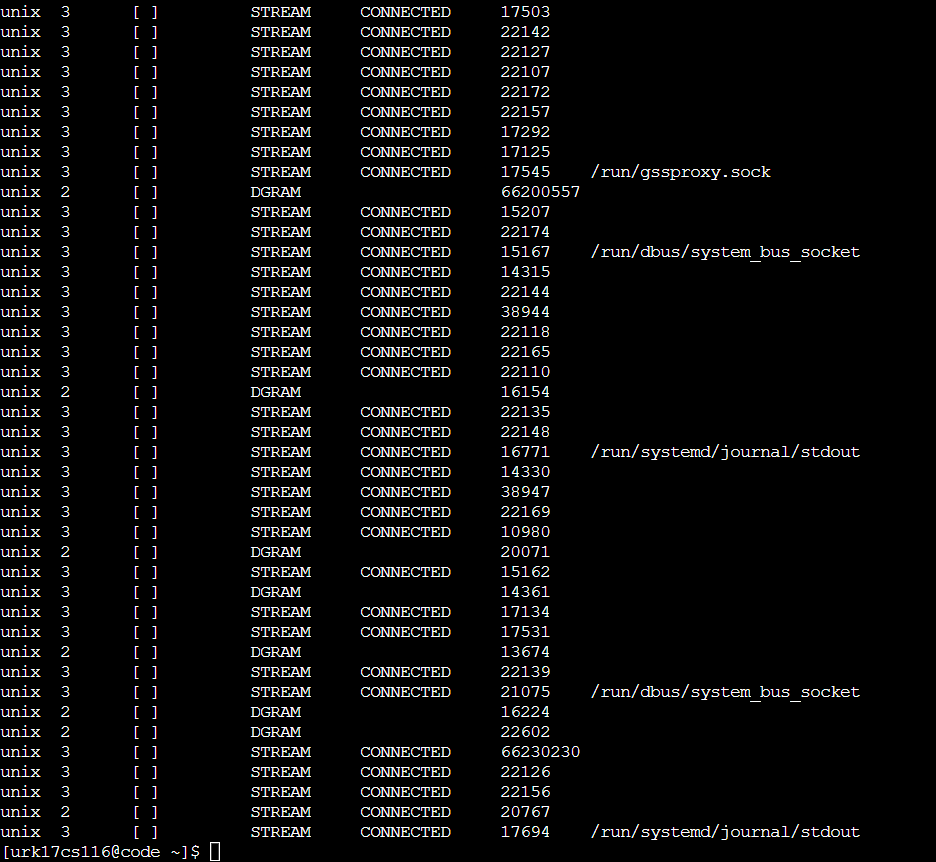 unix  3      [ ]         STREAM     CONNECTED     17503
unix  3      [ ]         STREAM     CONNECTED     22142
unix  3      [ ]         STREAM     CONNECTED     22127
unix  3      [ ]         STREAM     CONNECTED     22107
unix  3      [ ]         STREAM     CONNECTED     22172
unix  3      [ ]         STREAM     CONNECTED     22157
unix  3      [ ]         STREAM     CONNECTED     17292
unix  3      [ ]         STREAM     CONNECTED     17125
unix  3      [ ]         STREAM     CONNECTED     17545    /run/gssproxy.sock
unix  2      [ ]         DGRAM                    66200557
unix  3      [ ]         STREAM     CONNECTED     15207
unix  3      [ ]         STREAM     CONNECTED     22174
unix  3      [ ]         STREAM     CONNECTED     15167    /run/dbus/system_bus_socket
unix  3      [ ]         STREAM     CONNECTED     14315
unix  3      [ ]         STREAM     CONNECTED     22144
unix  3      [ ]         STREAM     CONNECTED     38944
unix  3      [ ]         STREAM     CONNECTED     22118
unix  3      [ ]         STREAM     CONNECTED     22165
unix  3      [ ]         STREAM     CONNECTED     22110
unix  2      [ ]         DGRAM                    16154
unix  3      [ ]         STREAM     CONNECTED     22135
unix  3      [ ]         STREAM     CONNECTED     22148
unix  3      [ ]         STREAM     CONNECTED     16771    /run/systemd/journal/stdout
unix  3      [ ]         STREAM     CONNECTED     14330
unix  3      [ ]         STREAM     CONNECTED     38947
unix  3      [ ]         STREAM     CONNECTED     22169
unix  3      [ ]         STREAM     CONNECTED     10980
unix  2      [ ]         DGRAM                    20071
unix  3      [ ]         STREAM     CONNECTED     15162
unix  3      [ ]         DGRAM                    14361
unix  3      [ ]         STREAM     CONNECTED     17134
unix  3      [ ]         STREAM     CONNECTED     17531
unix  2      [ ]         DGRAM                    13674
unix  3      [ ]         STREAM     CONNECTED     22139
unix  3      [ ]         STREAM     CONNECTED     21075    /run/dbus/system_bus_socket
unix  2      [ ]         DGRAM                    16224
unix  2      [ ]         DGRAM                    22602
unix  3      [ ]         STREAM     CONNECTED     66230230
unix  3      [ ]         STREAM     CONNECTED     22126
unix  3      [ ]         STREAM     CONNECTED     22156
unix  2      [ ]         STREAM     CONNECTED     20767
unix  3      [ ]         STREAM     CONNECTED     17694    /run/systemd/journal/stdout
[urk17cs116@code ~]$